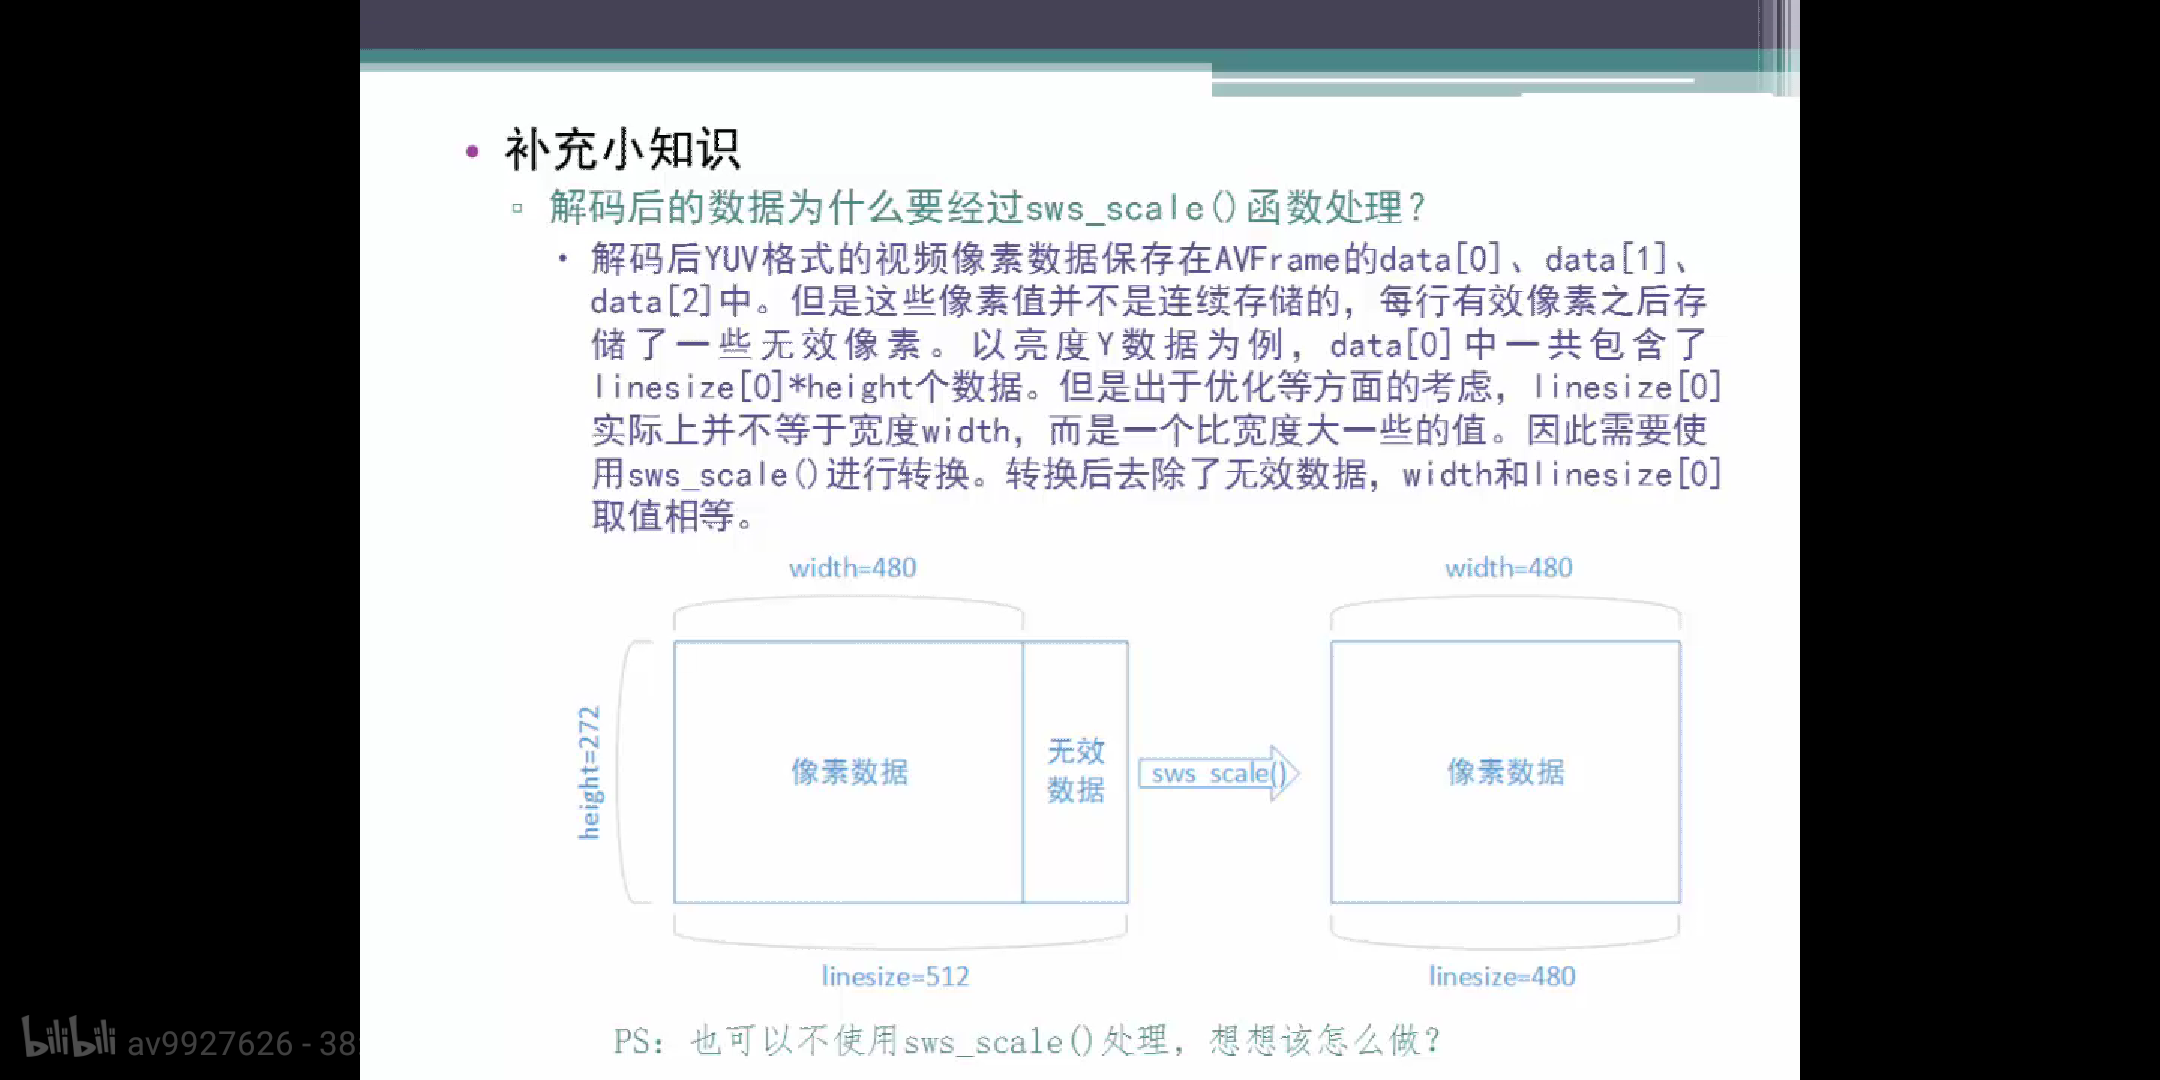 补充小知识
解码后的数据为什么要经过sws_scale()函数处理？
解码后YUV格式的视频像素数据保存在AVFrame的data[0]、data[1]、
data[2]中。但是这些像素值并不是连续存储的，每行有效像素之后存
储了一些无效像素。以亮度Y数据为例，data[0]中一共包含了
linesize[0]*height个数据。但是出于优化等方面的考虑，linesize[0]
实际上并不等于宽度width，而是一个比宽度大一些的值。因此需要使
用sws_scale()进行转换。转换后去除了无效数据，width和linesize[0]
取值相等。
width=480
width=480
height=272
像素数据
无效
数据
sws_scale()
像素数据
linesize=512
linesize=480
PS：也可以不使用sws_scale()处理，想想该怎么做？
bilibili av9927626 - 38